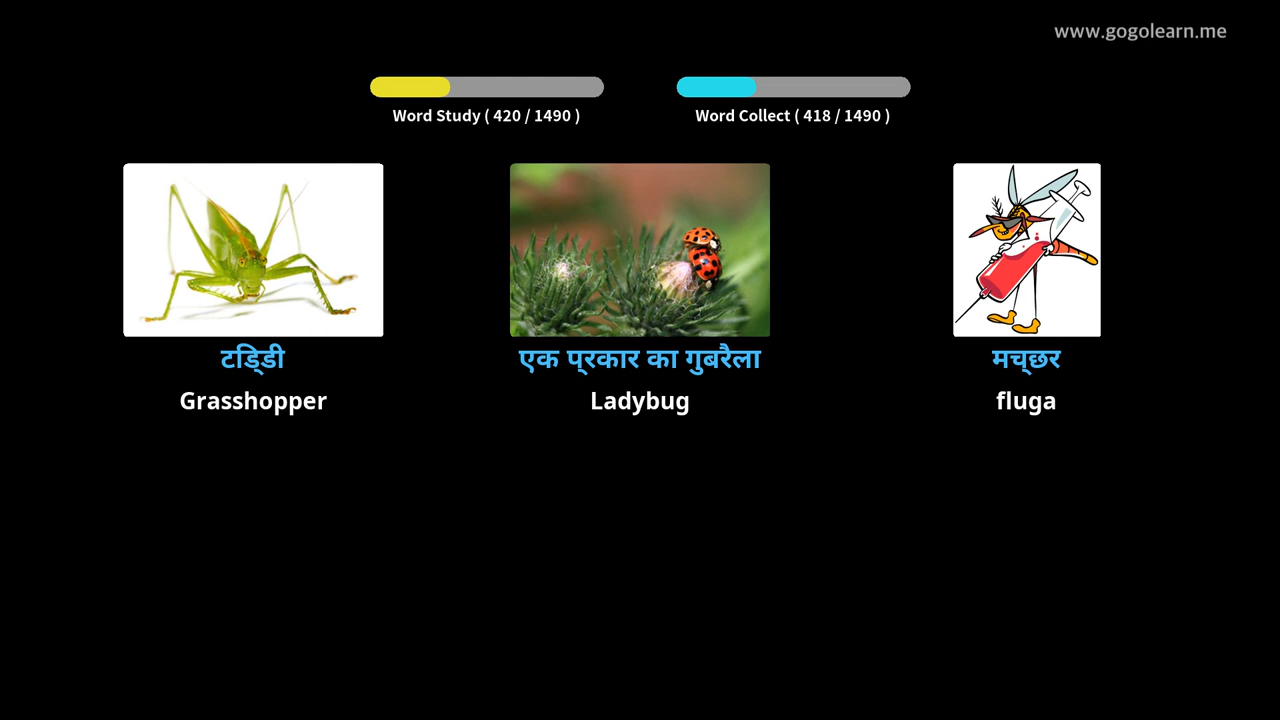 www.gogolearn.me
Word Study ( 420 / 1490 )
Word Collect ( 418 / 1490 )
टिड्डी
एक प्रकार का गुबरैला
मच्छर
Grasshopper
Ladybug
fluga